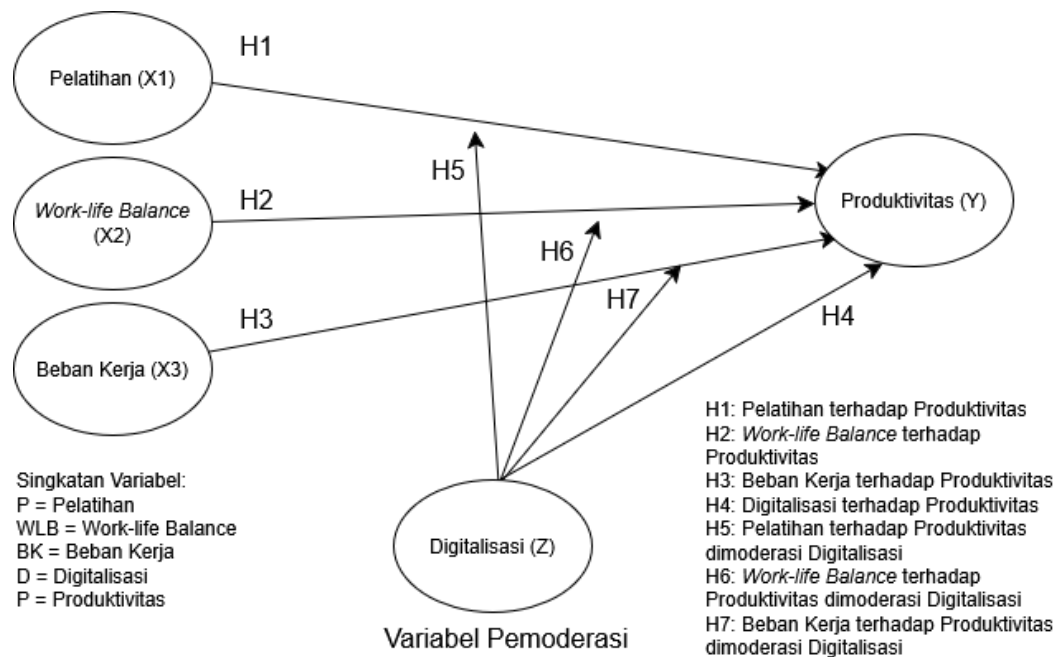 H1
Pelatihan (X1)
H5
H2
Work-life Balance
(X2)
Produktivitas (Y)
H6
H7
H3
H4
Beban Kerja (X3)
Singkatan Variabel:
P = Pelatihan
WLB = Work-life Balance
BK = Beban Kerja
D = Digitalisasi
P = Produktivitas
Digitalisasi (Z)
Variabel Pemoderasi
H1: Pelatihan terhadap Produktivitas
H2: Work-life Balance terhadap
Produktivitas
H3: Beban Kerja terhadap Produktivitas
H4: Digitalisasi terhadap Produktivitas
H5: Pelatihan terhadap Produktivitas
dimoderasi Digitalisasi
H6: Work-life Balance terhadap
Produktivitas dimoderasi Digitalisasi
H7: Beban Kerja terhadap Produktivitas
dimoderasi Digitalisasi